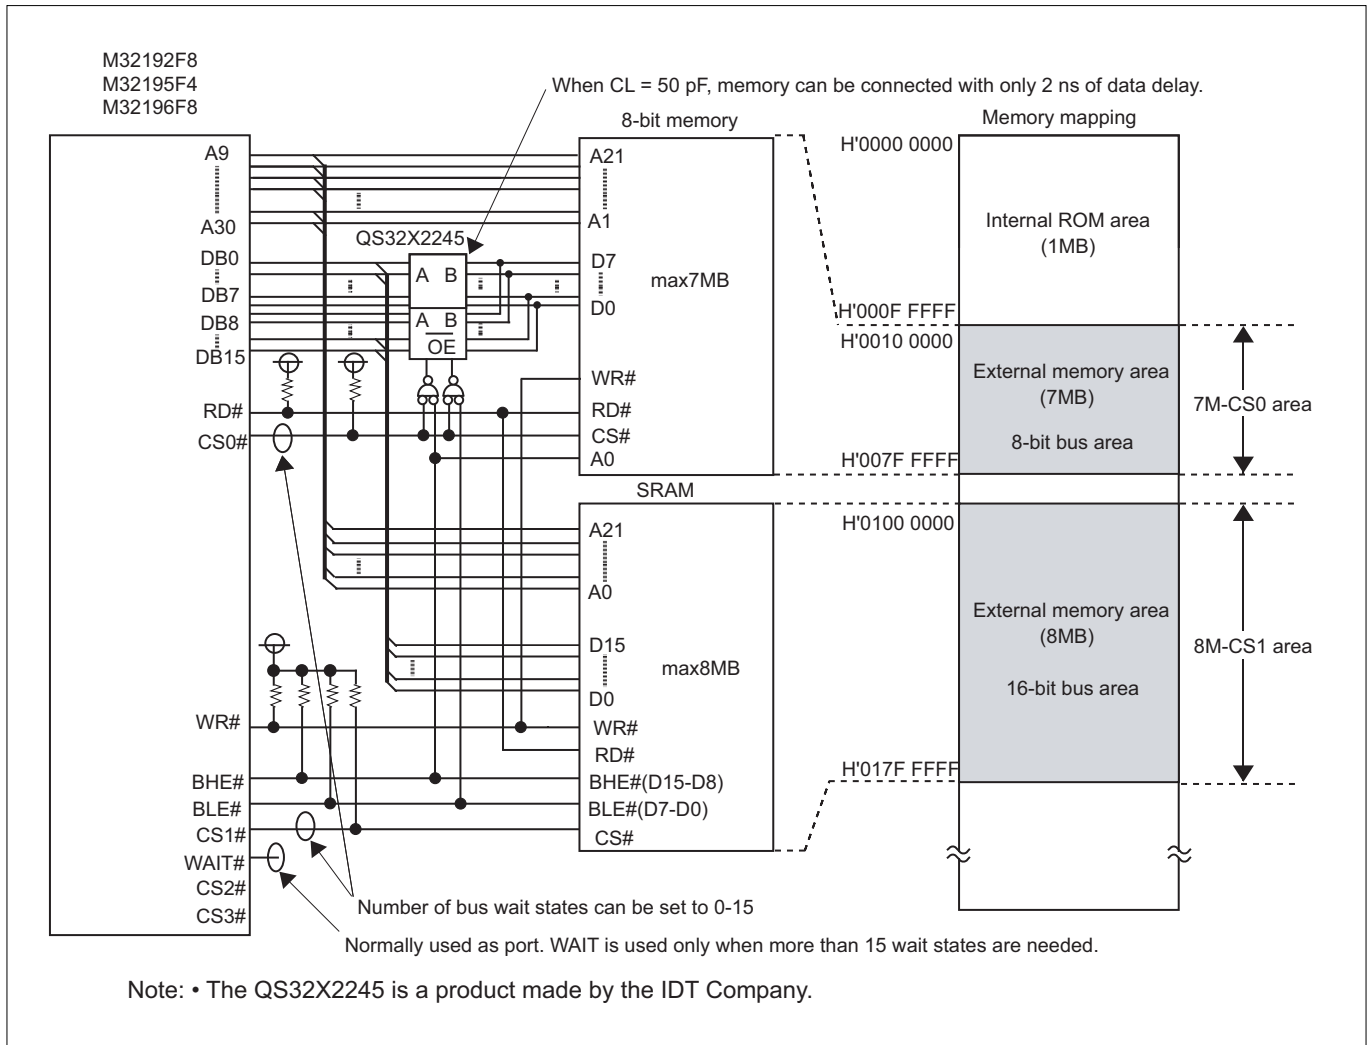 M32192F8
M32195F4
M32196F8
When CL = 50 pF, memory can be connected with only 2 ns of data delay.
8-bit memory
Memory mapping
A9
A30
DB0
DB7
DB8
DB15
RD#
CS0#
WR#
BHE#
BLE#
CS1#
WAIT#
CS2#
CS3#
QS32X2245
A B
A B
OE
A21
A1
D7
D0
max7MB
WR#
RD#
CS#
A0
SRAM
A21
A0
D15
D0
max8MB
WR#
RD#
BHE#(D15-D8)
BLE#(D7-D0)
CS#
H'0000 0000
Internal ROM area
(1MB)
H'000F FFFF
H'0010 0000
External memory area
(7MB)
8-bit bus area
7M-CS0 area
H'007F FFFF
H'0100 0000
External memory area
(8MB)
16-bit bus area
8M-CS1 area
H'017F FFFF
Number of bus wait states can be set to 0-15
Normally used as port. WAIT is used only when more than 15 wait states are needed.
Note: • The QS32X2245 is a product made by the IDT Company.